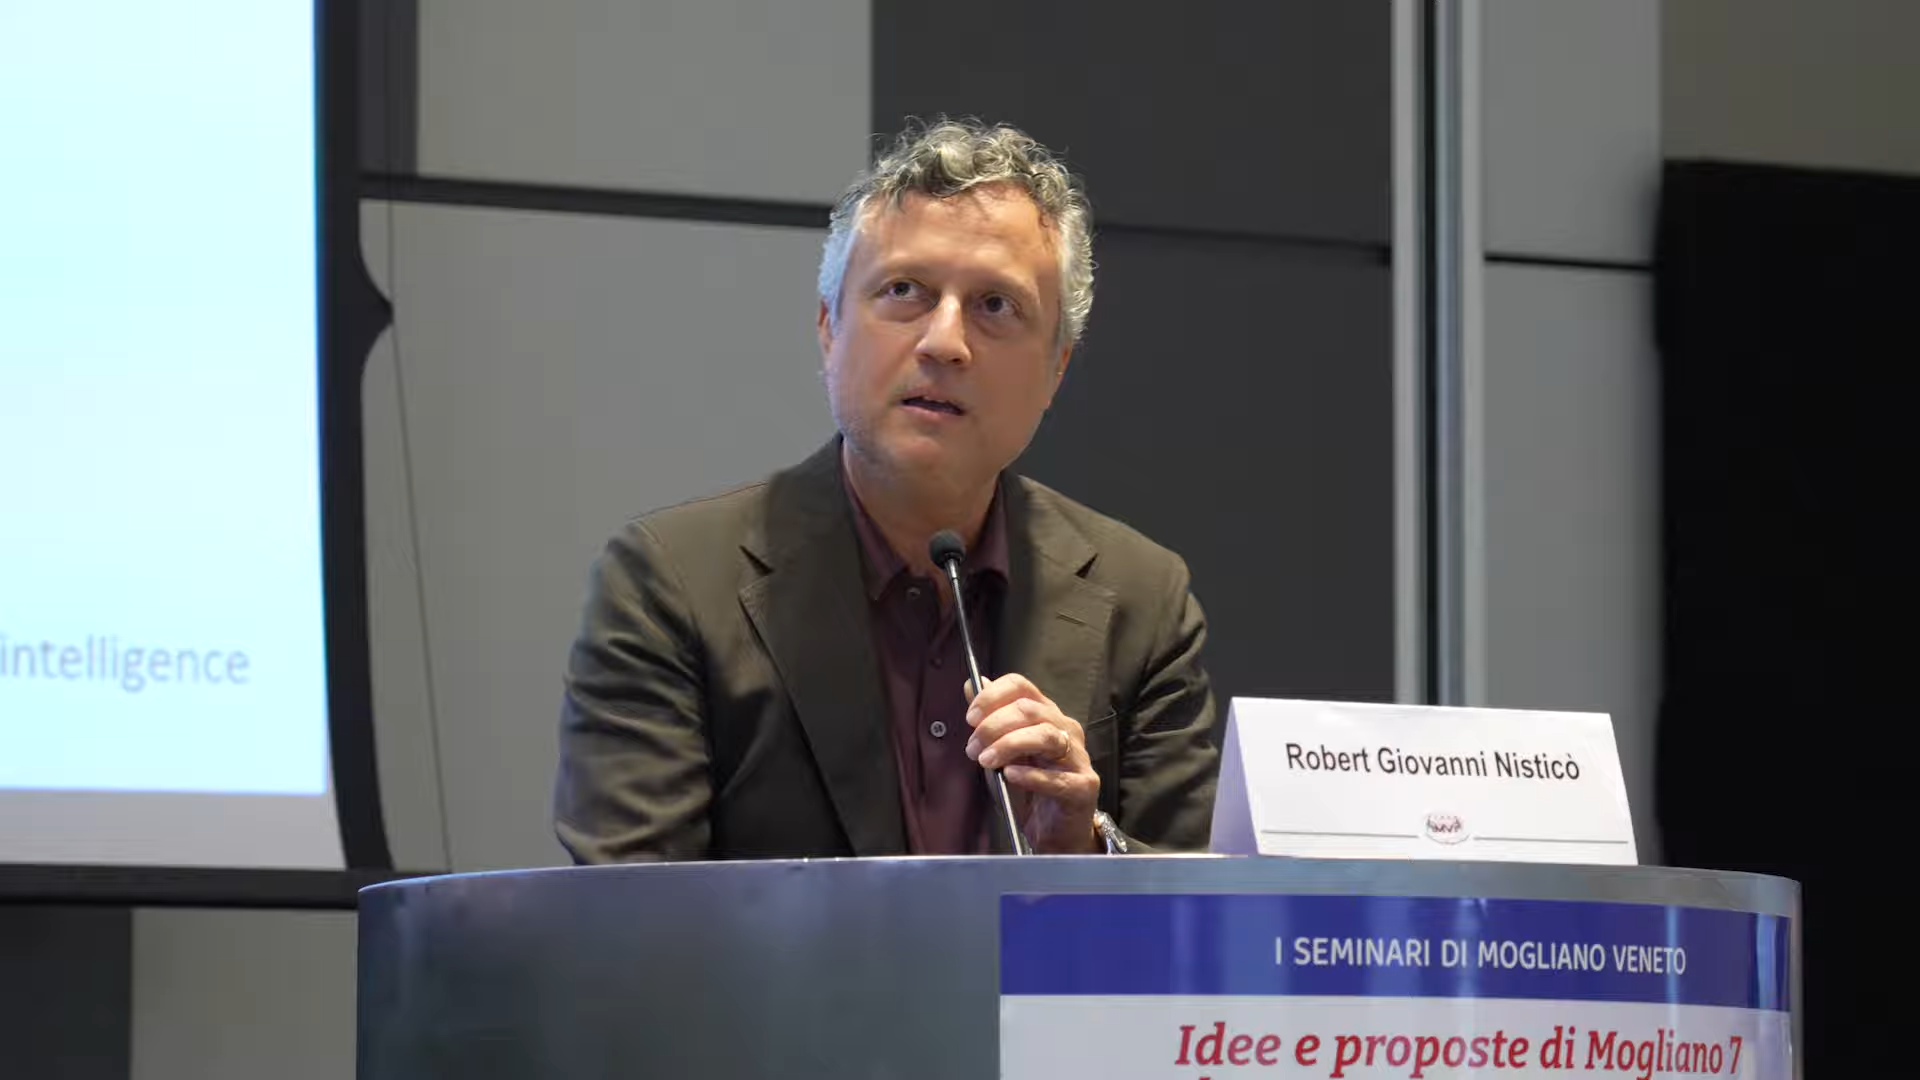 intelligence
Robert Giovanni Nisticò
I SEMINARI DI MOGLIANO VENETO
Idee e proposte di Mogliano 7